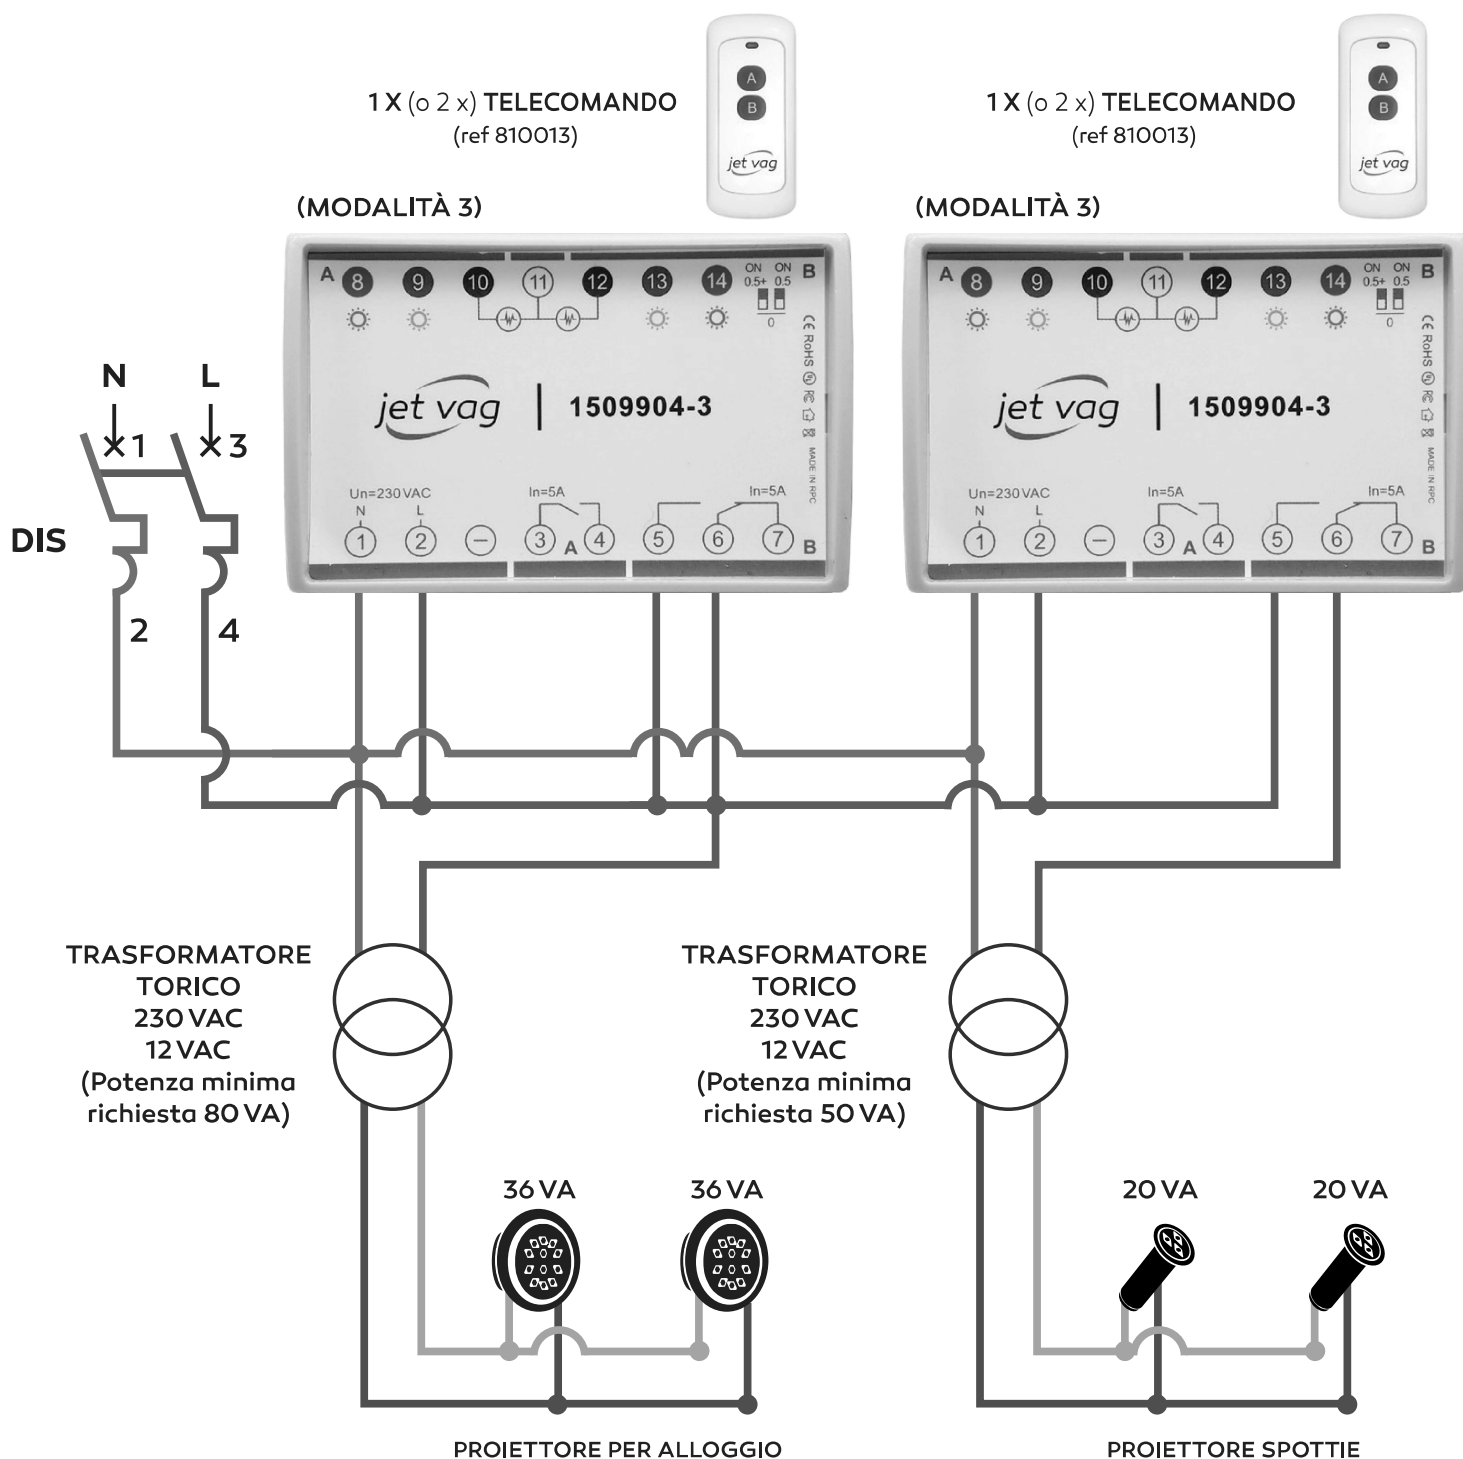 1 X (o 2 x) TELECOMANDO
(ref 810013)
A
B
jet vag
1 X (o 2 x) TELECOMANDO
(ref 810013)
A
B
jet vag
(MODALITÀ 3)
(MODALITÀ 3)
A 8 9 10 11 12 13 14 ON ON B
0.5+ 0.5
0
CE RoHS
MADE IN RPC
jet vag | 1509904-3
Un=230 VAC In=5A In=5A
N L
1 2 3 A 4 5 6 7 B
A 8 9 10 11 12 13 14 ON ON B
0.5+ 0.5
0
CE RoHS
MADE IN RPC
jet vag | 1509904-3
Un=230 VAC In=5A In=5A
N L
1 2 3 A 4 5 6 7 B
N L
1 3
DIS
2 4
TRASFORMATORE
TORICO
230 VAC
12 VAC
(Potenza minima
richiesta 80 VA)
TRASFORMATORE
TORICO
230 VAC
12 VAC
(Potenza minima
richiesta 50 VA)
36 VA 36 VA
20 VA 20 VA
PROIETTORE PER ALLOGGIO
PROIETTORE SPOTTIE